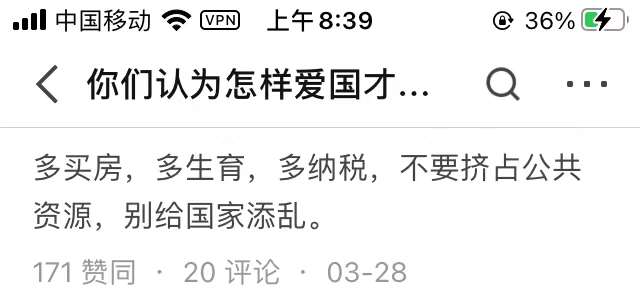 中国移动 VPN 上午8:39 36%
你们认为怎样爱国才...
多买房，多生育，多纳税，不要挤占公共
资源，别给国家添乱。
171 赞同 · 20 评论 · 03-28